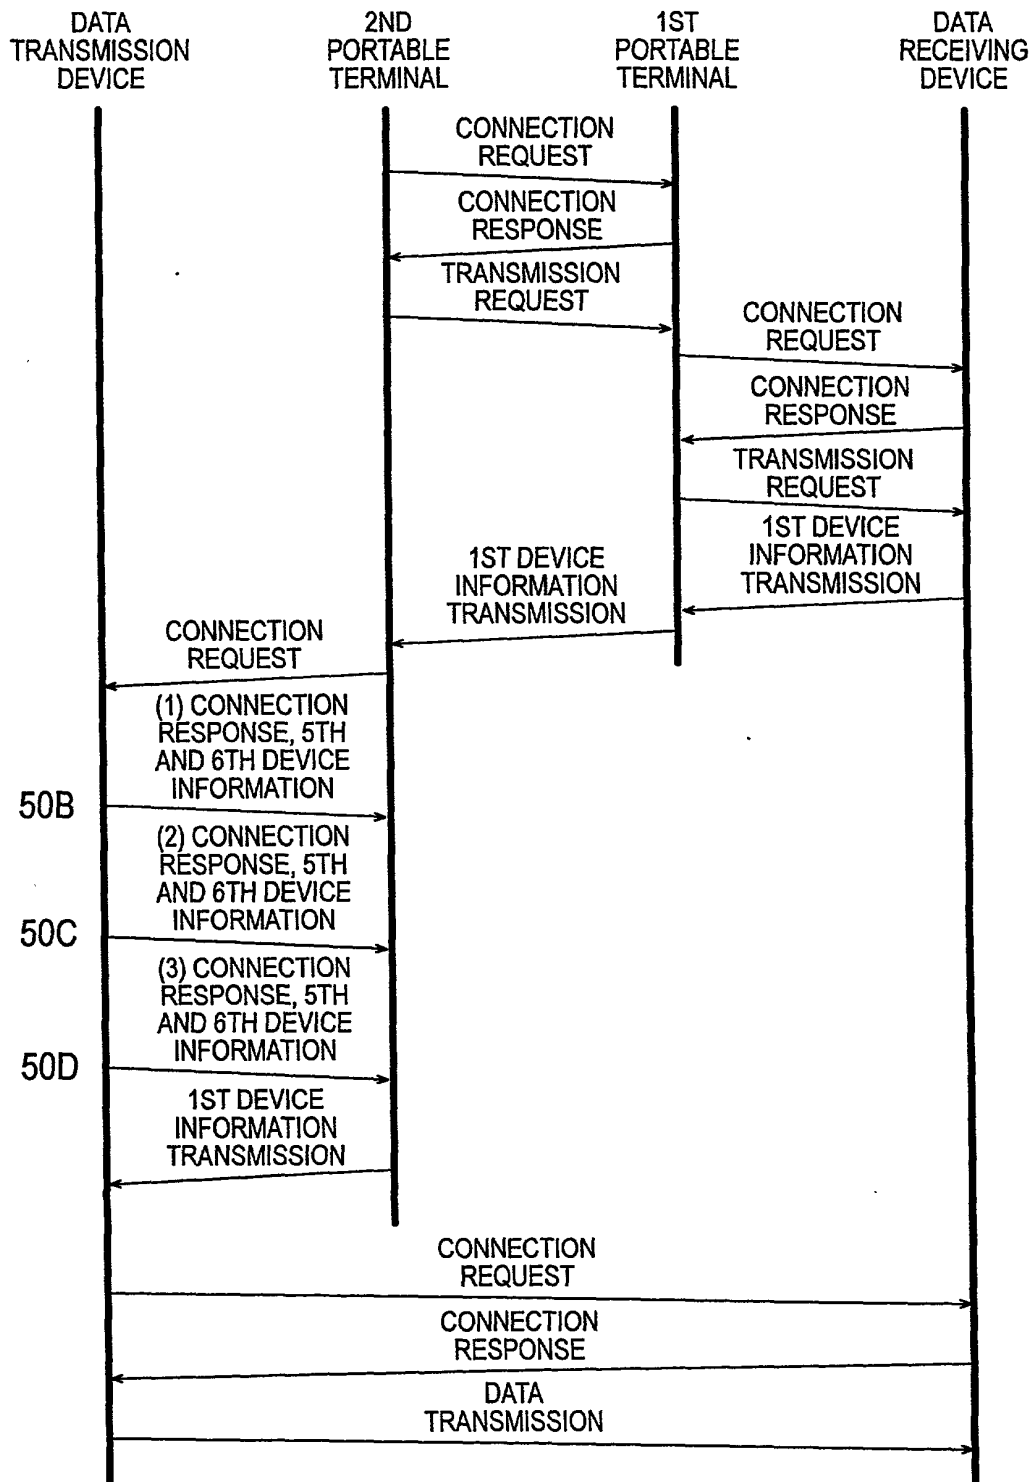 DATA
TRANSMISSION
DEVICE
2ND
PORTABLE
TERMINAL
1ST
PORTABLE
TERMINAL
DATA
RECEIVING
DEVICE
CONNECTION
REQUEST
CONNECTION
RESPONSE
TRANSMISSION
REQUEST
CONNECTION
REQUEST
CONNECTION
RESPONSE
TRANSMISSION
REQUEST
1ST DEVICE
INFORMATION
TRANSMISSION
1ST DEVICE
INFORMATION
TRANSMISSION
CONNECTION
REQUEST
(1) CONNECTION
RESPONSE, 5TH
AND 6TH DEVICE
INFORMATION
50B
(2) CONNECTION
RESPONSE, 5TH
AND 6TH DEVICE
INFORMATION
50C
(3) CONNECTION
RESPONSE, 5TH
AND 6TH DEVICE
INFORMATION
50D
1ST DEVICE
INFORMATION
TRANSMISSION
CONNECTION
REQUEST
CONNECTION
RESPONSE
DATA
TRANSMISSION